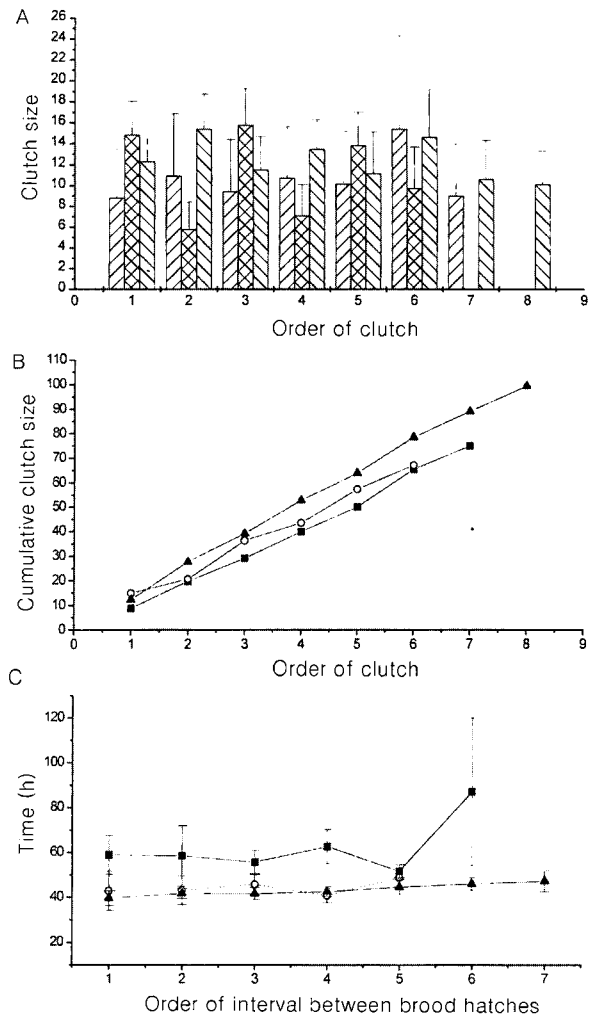 A
Clutch size
26
24
22
20
18
16
14
12
10
8
6
4
2
0
0 1 2 3 4 5 6 7 8 9
Order of clutch
B
Cumulative clutch size
110
100
90
80
70
60
50
40
30
20
10
0
0 1 2 3 4 5 6 7 8 9
Order of clutch
C
Time (h)
120
100
80
60
40
20
1 2 3 4 5 6 7
Order of interval between brood hatches